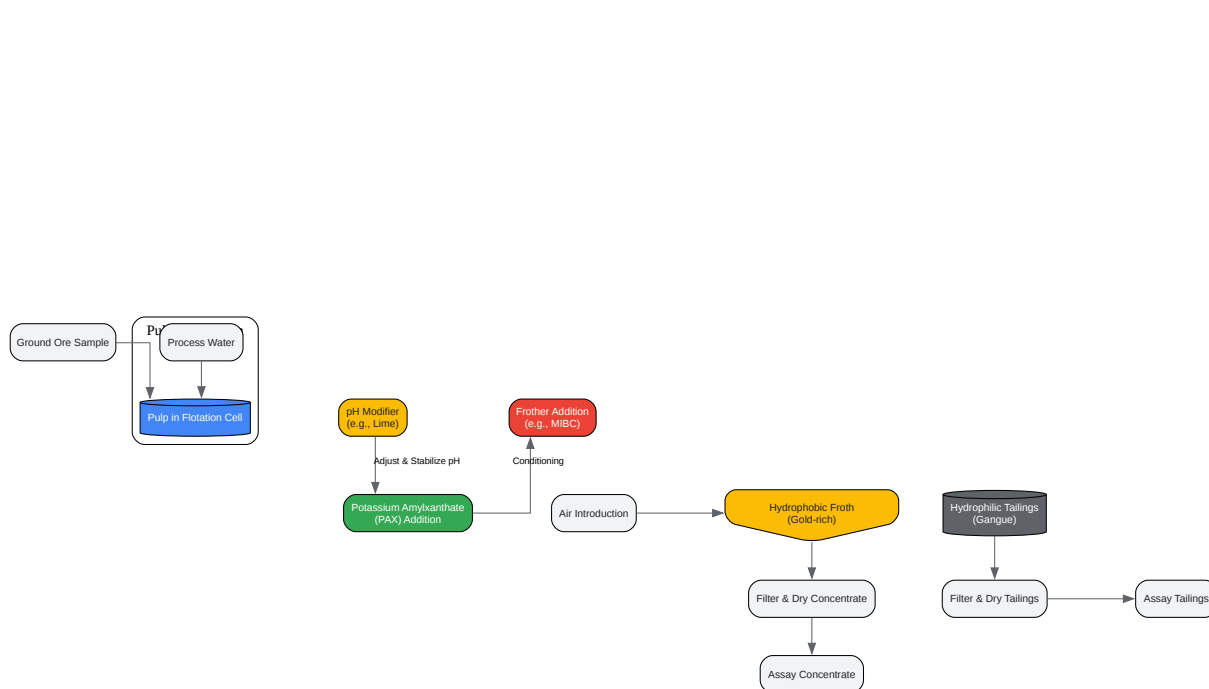 Ground Ore Sample
Process Water
Pulp in Flotation Cell
pH Modifier
(e.g., Lime)
Frother Addition
(e.g., MIBC)
Adjust & Stabilize pH
Conditioning
Potassium Amylxanthate
(PAX) Addition
Air Introduction
Hydrophobic Froth
(Gold-rich)
Hydrophilic Tailings
(Gangue)
Filter & Dry Concentrate
Filter & Dry Tailings
Assay Tailings
Assay Concentrate